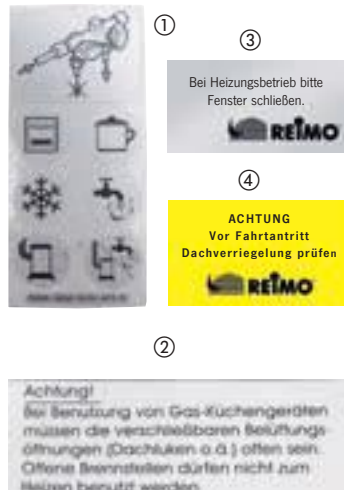 ①
③
Bei Heizungsbetrieb bitte
Fenster schließen.
REIMO
④
ACHTUNG
Vor Fahrtantritt
Dachverriegelung prüfen
REIMO
②
Achtung!
Bei Benutzung von Gas-Küchengeräten
müssen die verschließbaren Belüftungs-
öffnungen (Dachluken o.ä.) offen sein.
Offene Brennstellen dürfen nicht zum
Heizen benutzt werden.